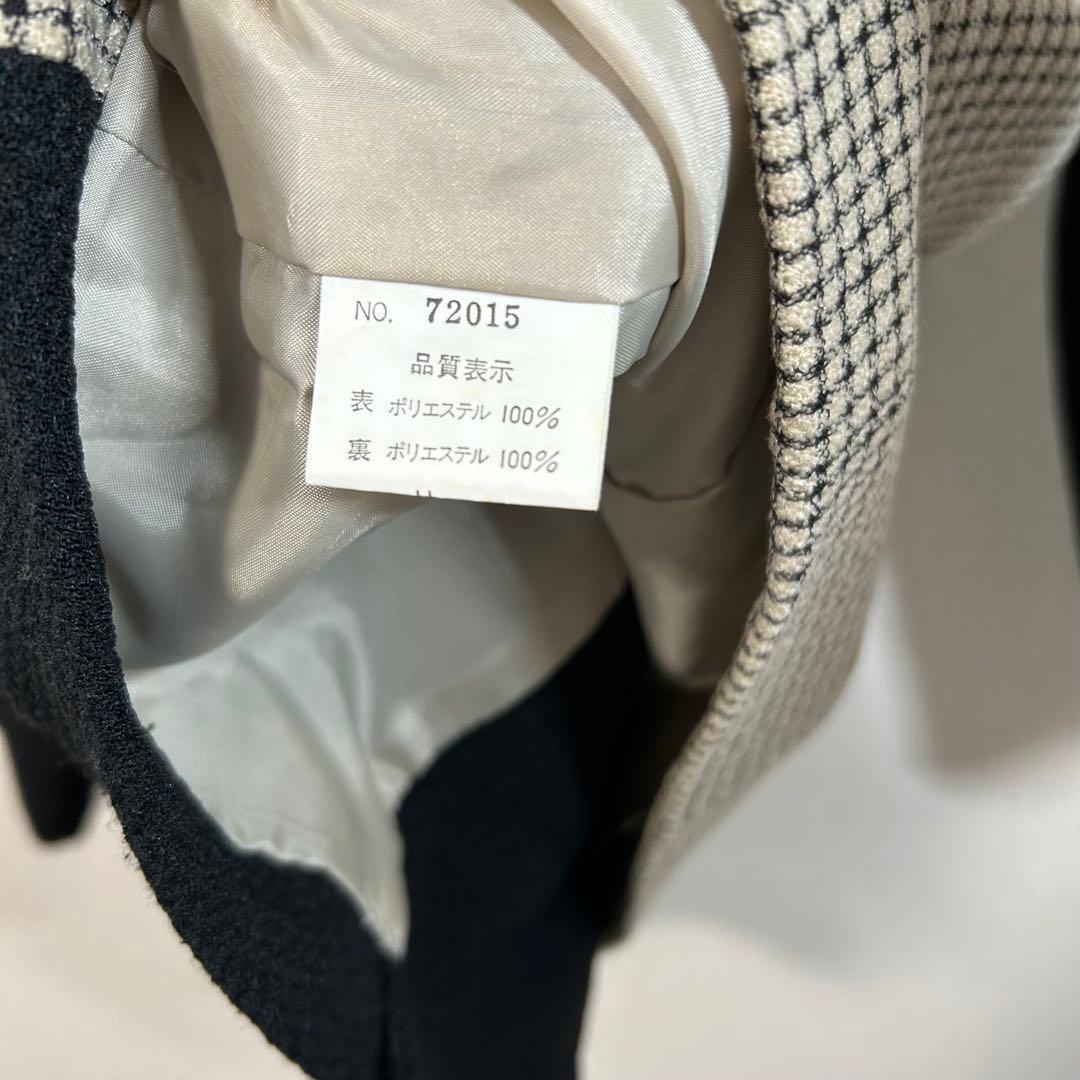 NO. 72015
品質表示
表 ポリエステル 100%
裏 ポリエステル 100%